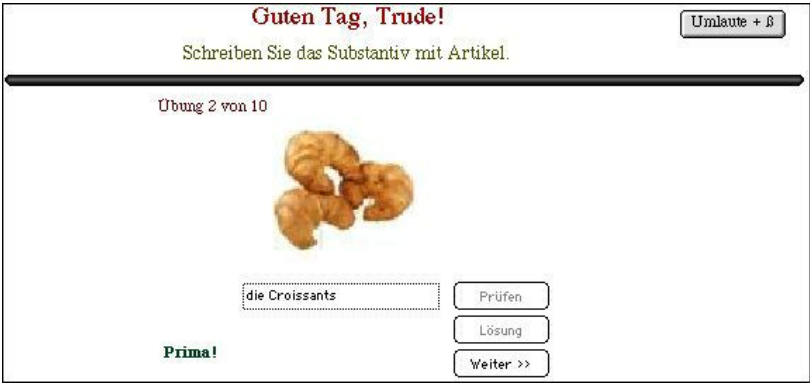 Guten Tag, Trude!
Umlaute + ß
Schreiben Sie das Substantiv mit Artikel.
Übung 2 von 10
die Croissants
Prüfen
Lösung
Prima!
Weiter >>